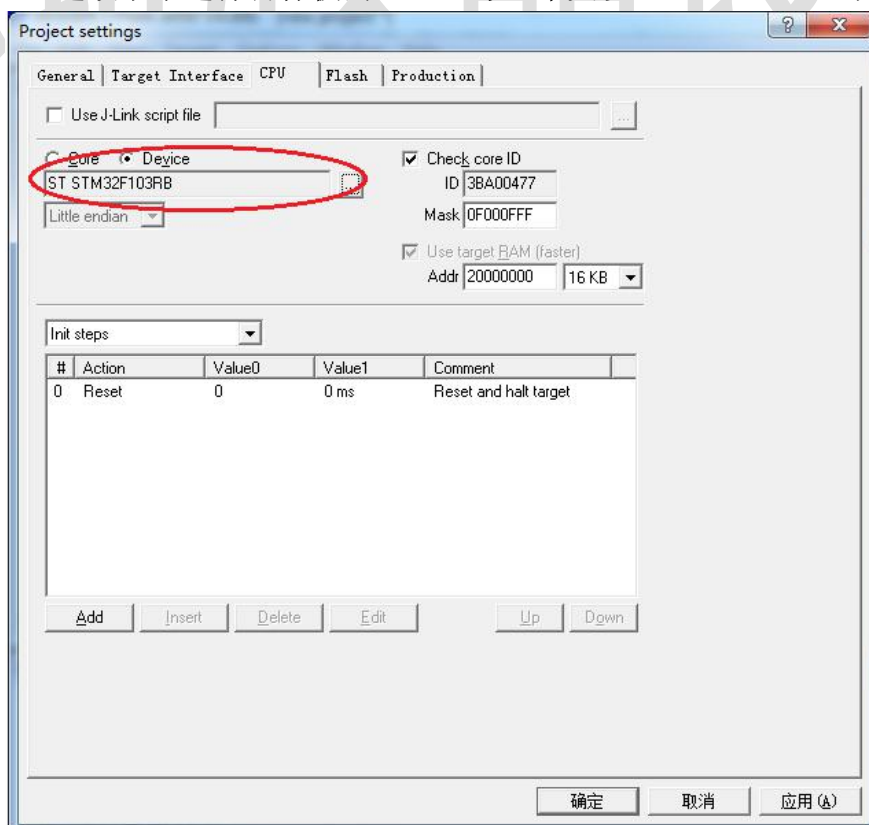 Project settings
General Target Interface CPU Flash Production
Use J-Link script file ...
Core Device
ST STM32F103RB ...
Little endian
Check core ID
ID 3BA00477
Mask 0F000FFF
Use target RAM (faster)
Addr 20000000 16 KB
Init steps
# Action Value0 Value1 Comment
0 Reset 0 0 ms Reset and halt target
Add Insert Delete Edit Up Down
确定 取消 应用(A)